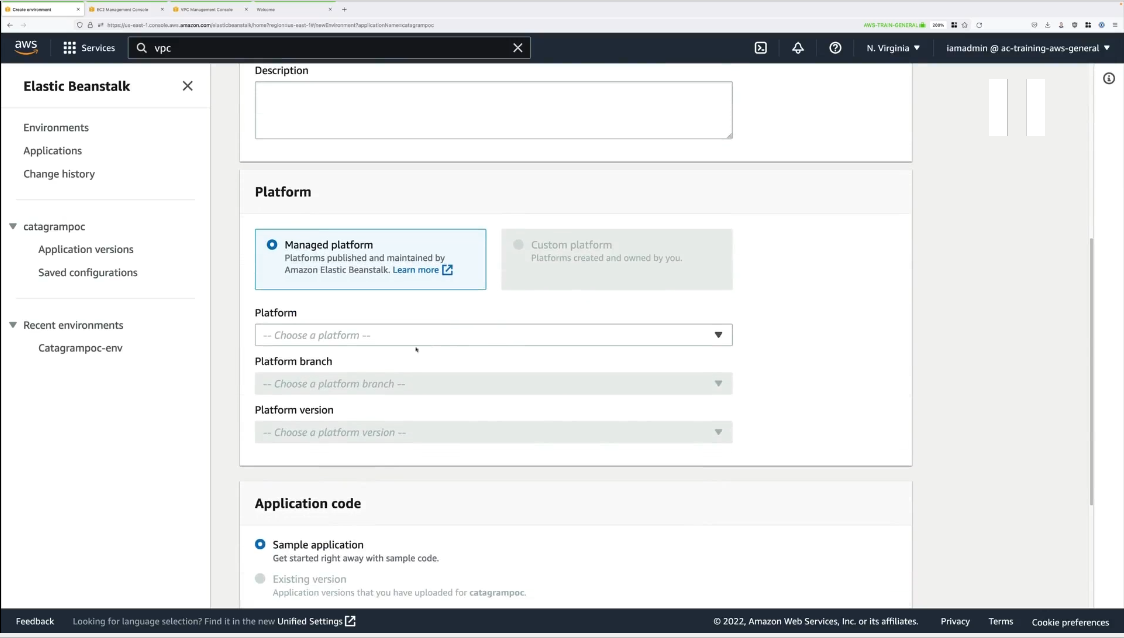 Create environment
EC2 Management Console
VPC Management Console
Welcome
https://us-east-1.console.aws.amazon.com/elasticbeanstalk/home?region=us-east-1#/newEnvironment?applicationName=catagrampoc
AWS-TRAIN-GENERAL
200%
aws
Services
vpc
N. Virginia
iamadmin @ ac-training-aws-general
Elastic Beanstalk
Environments
Applications
Change history
catagrampoc
Application versions
Saved configurations
Recent environments
Catagrampoc-env
Description
Platform
Managed platform
Platforms published and maintained by
Amazon Elastic Beanstalk. Learn more
Custom platform
Platforms created and owned by you.
Platform
-- Choose a platform --
Platform branch
-- Choose a platform branch --
Platform version
-- Choose a platform version --
Application code
Sample application
Get started right away with sample code.
Existing version
Application versions that you have uploaded for catagrampoc.
Feedback
Looking for language selection? Find it in the new Unified Settings
© 2022, Amazon Web Services, Inc. or its affiliates.
Privacy
Terms
Cookie preferences